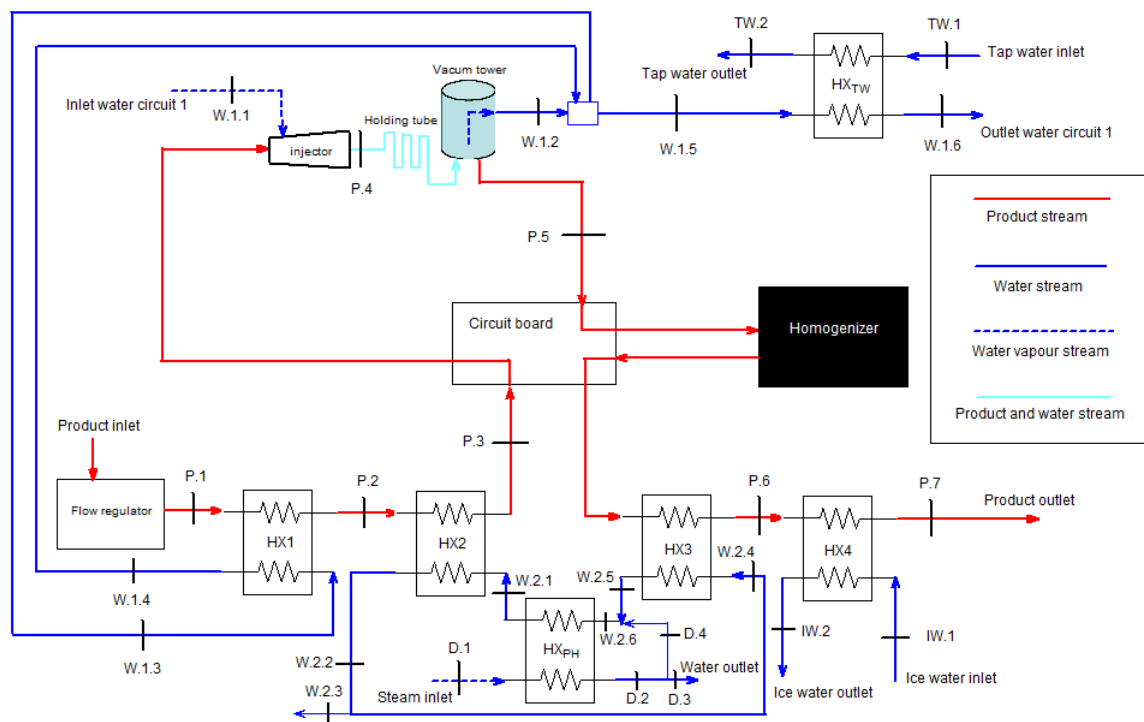 TW.2
TW.1
Vacum tower
Tap water inlet
Tap water outlet
HXTW
Inlet water circuit 1
W.1.1
Holding tube
W.1.2
W.1.5
W.1.6
Outlet water circuit 1
injector
P.4
Product stream
P.5
Water stream
Circuit board
Homogenizer
Water vapour stream
Product and water stream
Product inlet
P.3
P.1
P.2
P.6
P.7
Product outlet
Flow regulator
HX1
HX2
HX3
HX4
W.2.4
W.2.5
W.2.1
W.1.4
W.1.3
W.2.6
D.4
IW.2
IW.1
D.1
HXPH
W.2.2
Water outlet
Steam inlet
D.2
D.3
Ice water outlet
Ice water inlet
W.2.3